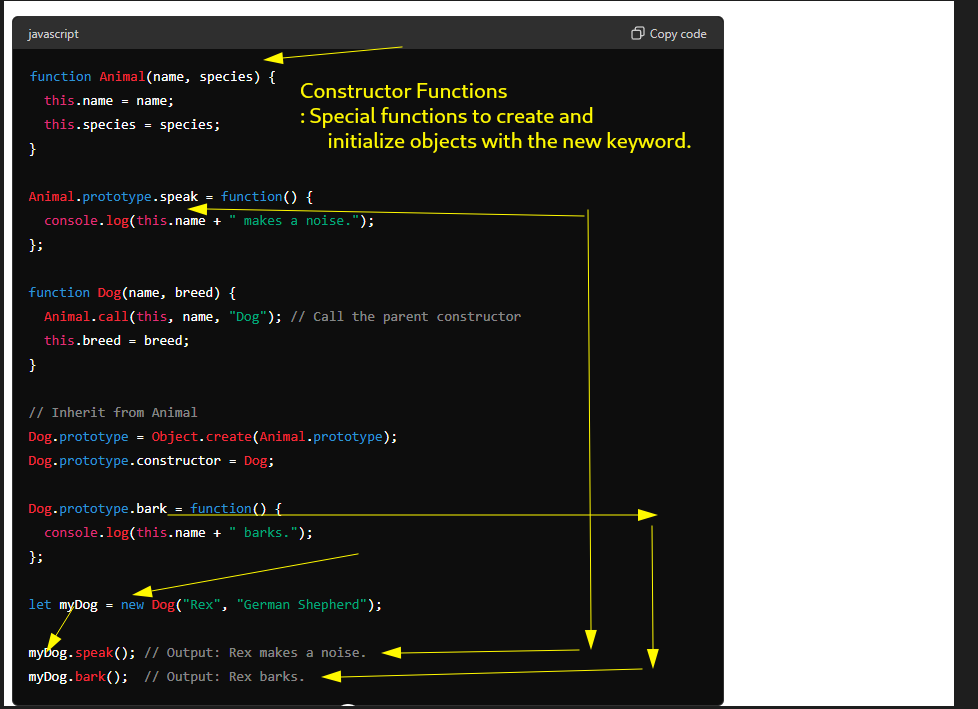 javascript
Copy code
function Animal(name, species) {
  this.name = name;
  this.species = species;
}
Constructor Functions
: Special functions to create and
initialize objects with the new keyword.
Animal.prototype.speak = function() {
  console.log(this.name + " makes a noise.");
};
function Dog(name, breed) {
  Animal.call(this, name, "Dog"); // Call the parent constructor
  this.breed = breed;
}
// Inherit from Animal
Dog.prototype = Object.create(Animal.prototype);
Dog.prototype.constructor = Dog;
Dog.prototype.bark = function() {
  console.log(this.name + " barks.");
};
let myDog = new Dog("Rex", "German Shepherd");
myDog.speak(); // Output: Rex makes a noise.
myDog.bark();  // Output: Rex barks.